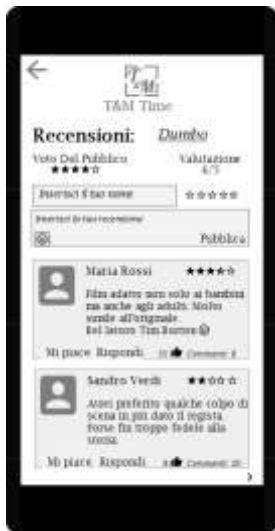 T&M Time
Recensioni: Dumbo
Voto Del Pubblico Valutazione
4/5
Inserisci il tuo nome
Inserisci la tua recensione
Pubblica
Maria Rossi
Film adatto non solo ai bambini
ma anche agli adulti. Molto
simile all'originale.
Bel lavoro Tim Burton
Mi piace Rispondi Commenti
Sandro Verdi
Avrei preferito qualche colpo di
scena in più dato il regista.
Forse fin troppo fedele alla
storia.
Mi piace Rispondi Commenti